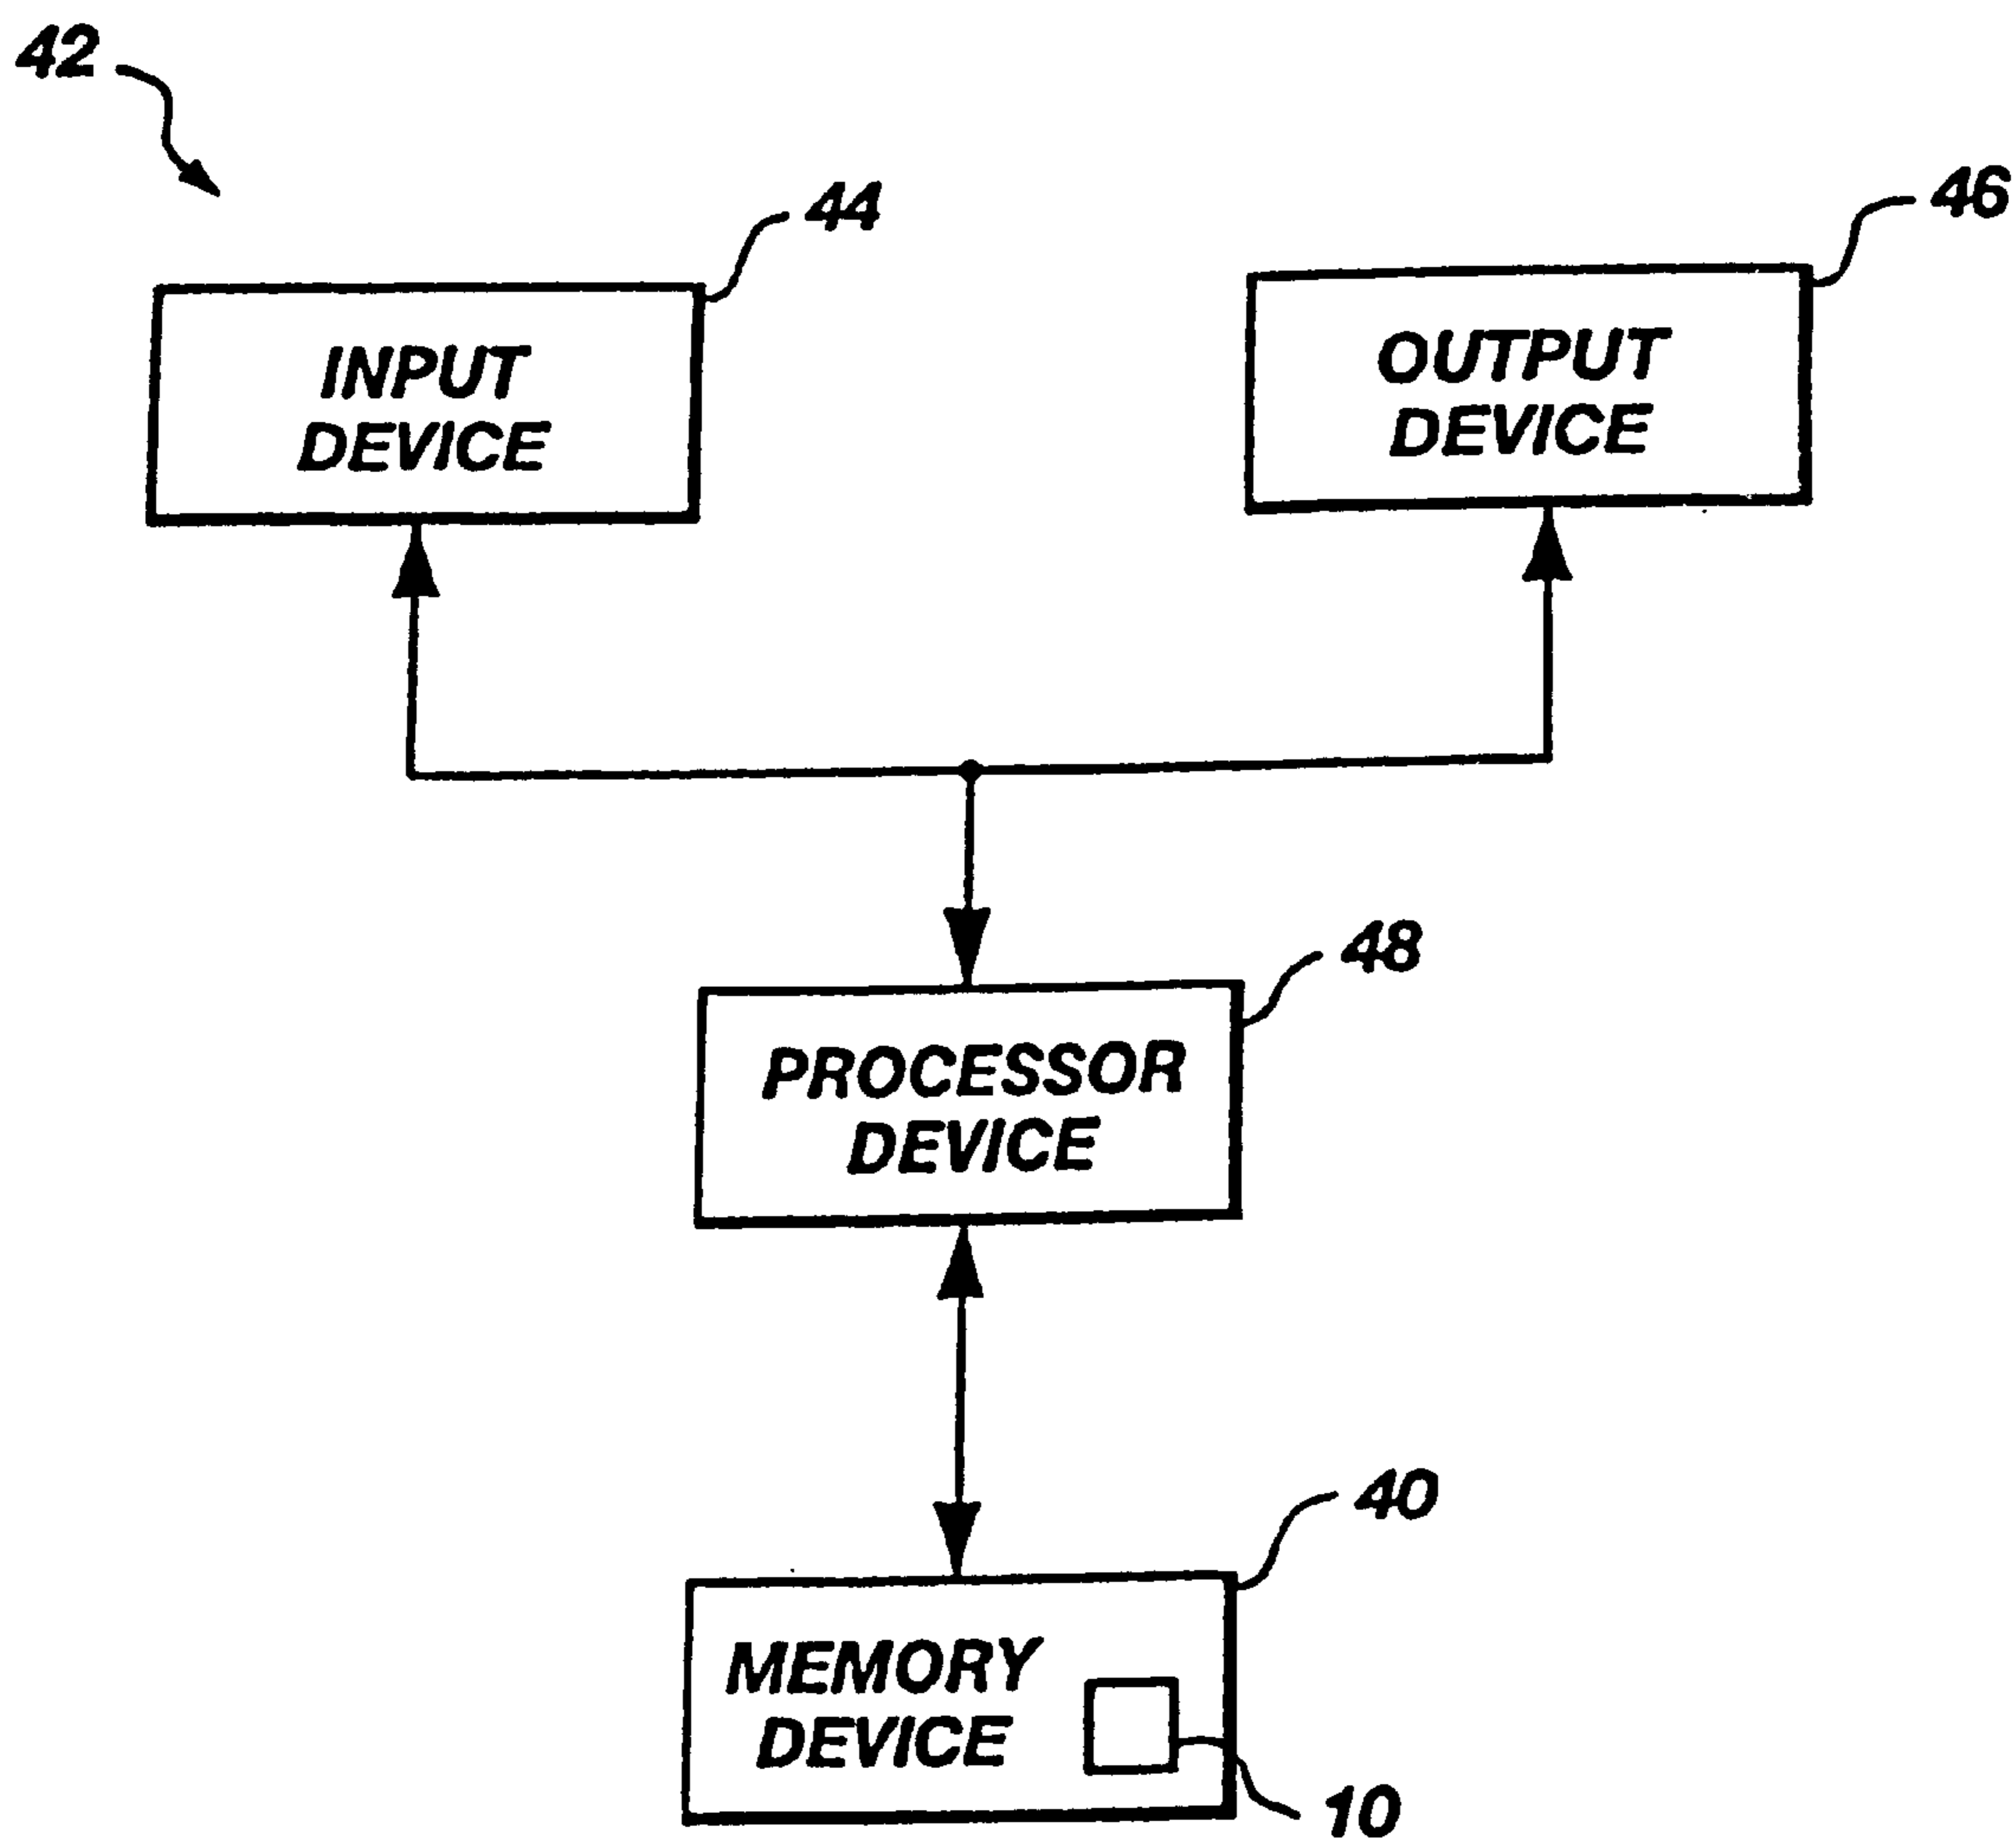 42
44
46
INPUT
DEVICE
OUTPUT
DEVICE
48
PROCESSOR
DEVICE
40
MEMORY
DEVICE
10